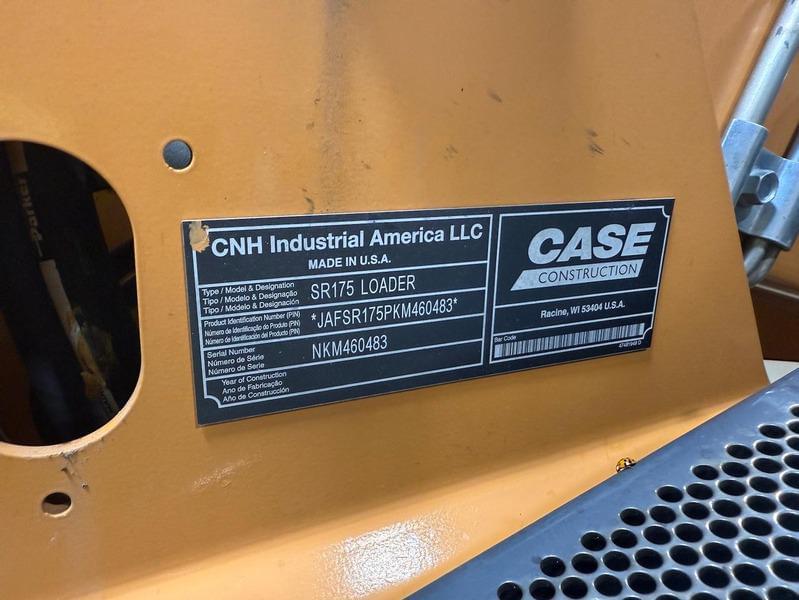 CNH Industrial America LLC
MADE IN U.S.A.
Type / Model & Designation
Tipo / Modelo & Designação
Tipo / Módelo & Designación
SR175 LOADER
Product Identification Number (PIN)
Número de Identificação do Produto (PIN)
Número de Identificación del Producto (PIN)
*JAFSR175PKM460483*
Serial Number
Número de Série
Número de Serie
NKM460483
Year of Construction
Ano de Fabricação
Año de Construcción
CASE
CONSTRUCTION
Racine, WI 53404 U.S.A.
Bar Code
47481948 D